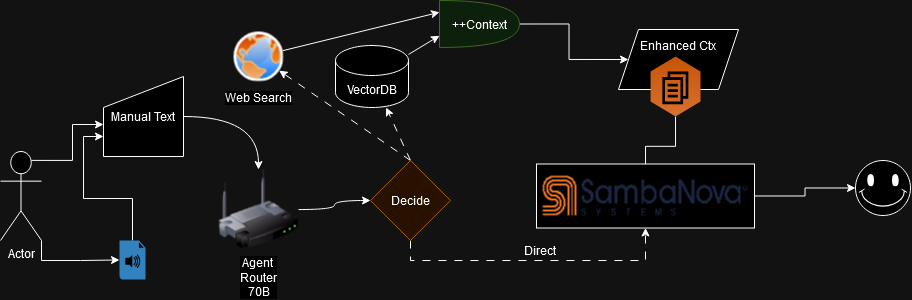 ++Context
Enhanced Ctx
Web Search
VectorDB
Manual Text
Decide
SambaNova
SYSTEMS
Actor
Agent
Router
70B
Direct